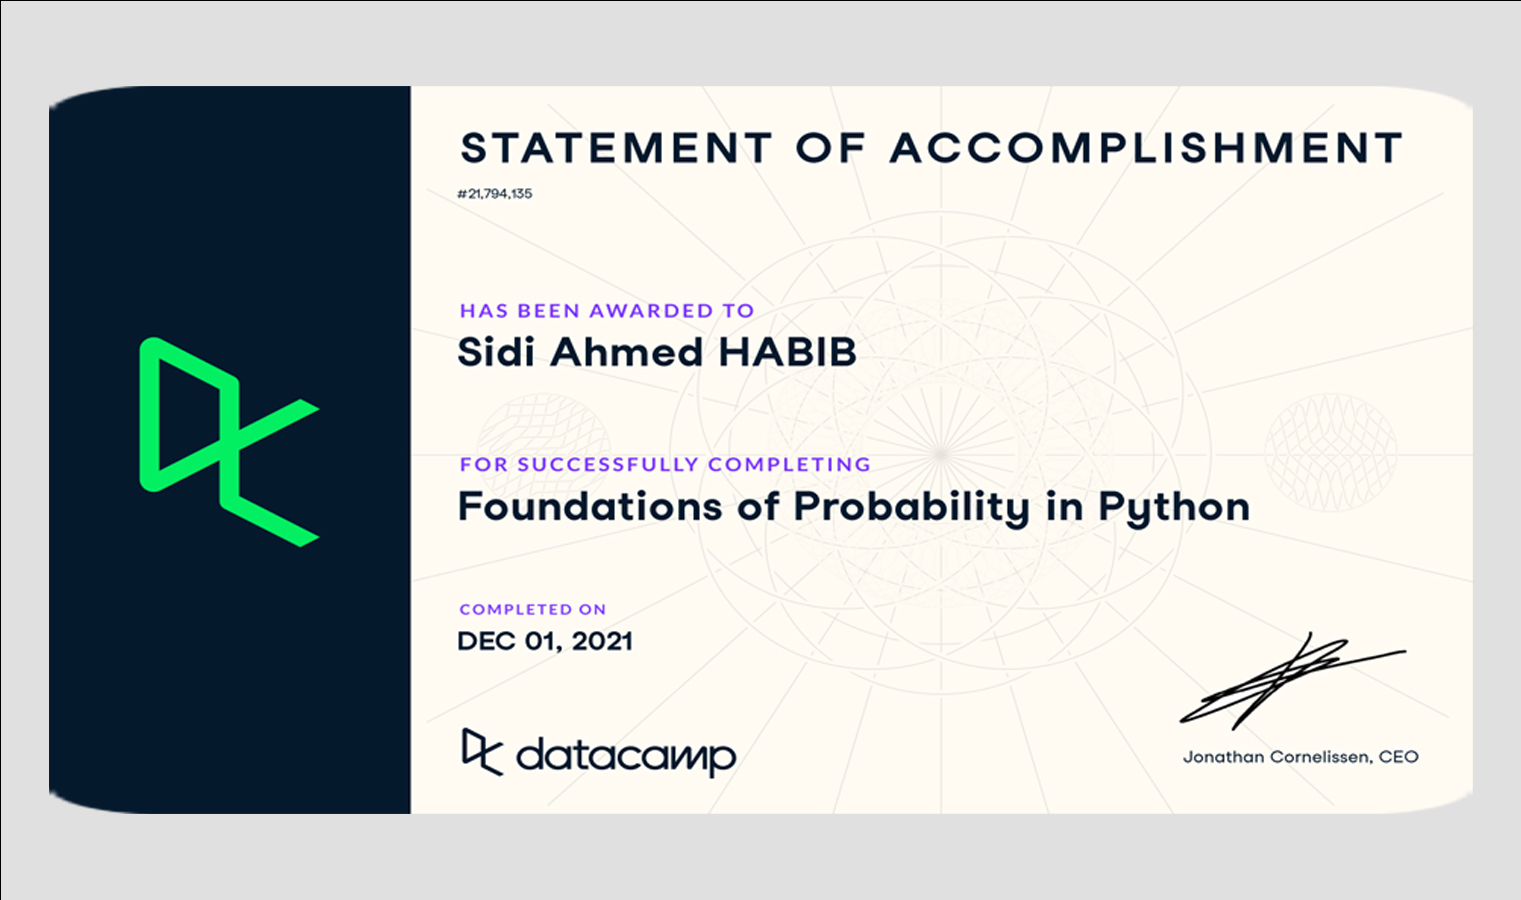 STATEMENT OF ACCOMPLISHMENT
#21,794,135
HAS BEEN AWARDED TO
Sidi Ahmed HABIB
FOR SUCCESSFULLY COMPLETING
Foundations of Probability in Python
COMPLETED ON
DEC 01, 2021
datacamp
Jonathan Cornelissen, CEO